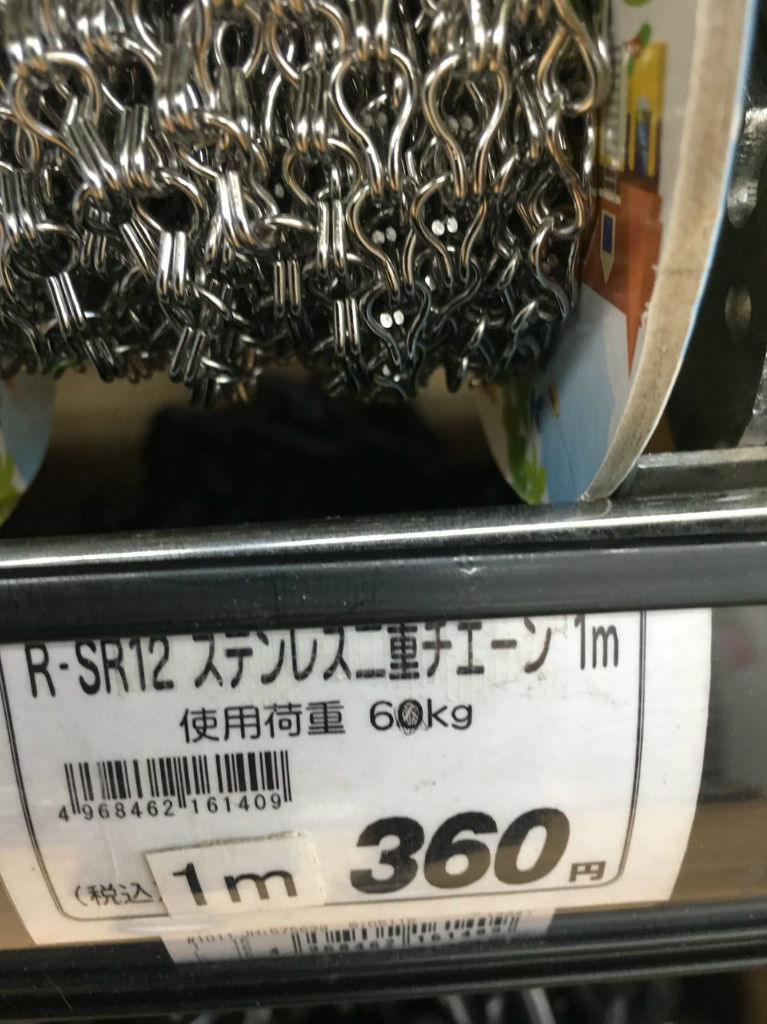 R-SR12 ステンレス二重チェーン 1m
使用荷重 60kg
4 968462 161409
360円
(税込 1m